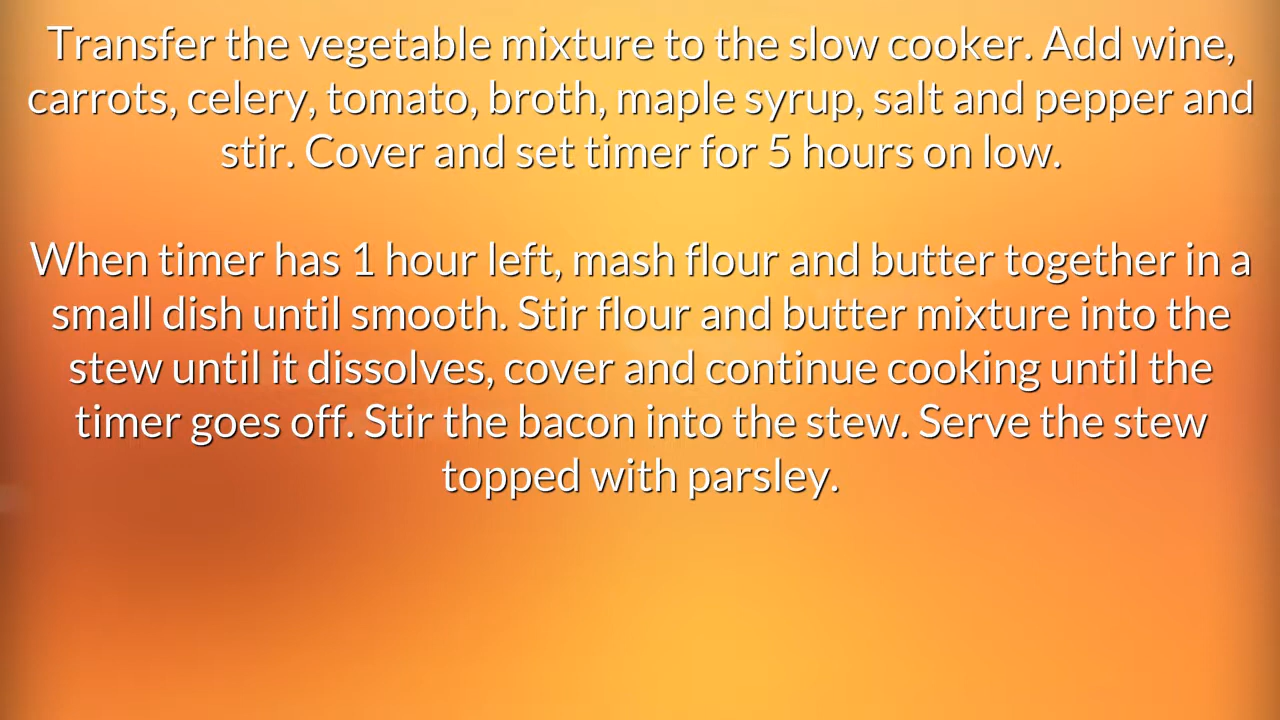 Transfer the vegetable mixture to the slow cooker. Add wine,
carrots, celery, tomato, broth, maple syrup, salt and pepper and
stir. Cover and set timer for 5 hours on low.
When timer has 1 hour left, mash flour and butter together in a
small dish until smooth. Stir flour and butter mixture into the
stew until it dissolves, cover and continue cooking until the
timer goes off. Stir the bacon into the stew. Serve the stew
topped with parsley.